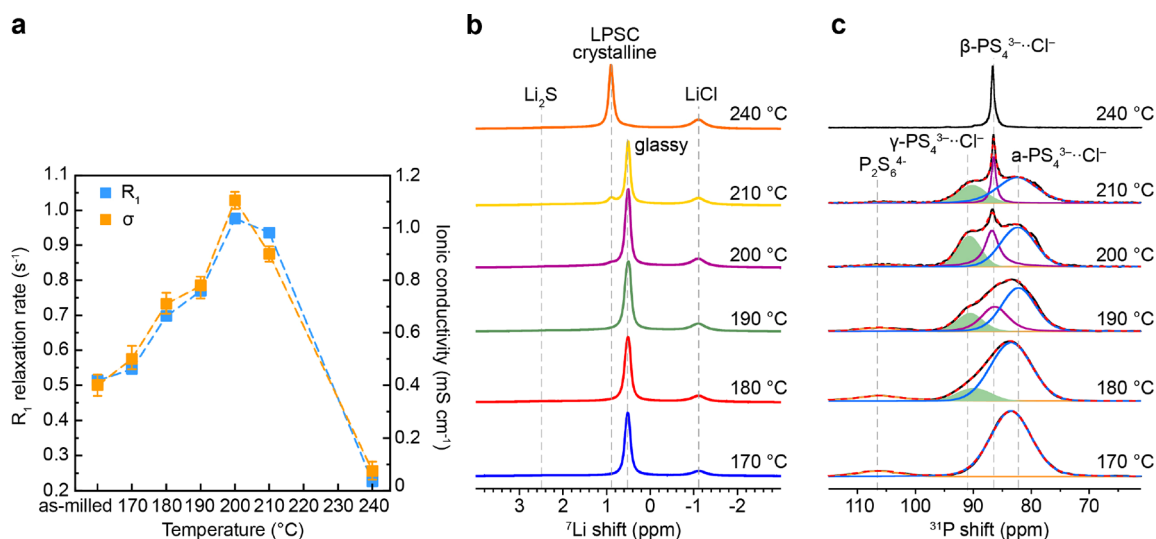 a
R₁ relaxation rate (s⁻¹)
1.1
1.0
0.9
0.8
0.7
0.6
0.5
0.4
0.3
0.2
R₁
σ
1.2
1.0
0.8
0.6
0.4
0.2
0
Ionic conductivity (mS cm⁻¹)
as-milled 170 180 190 200 210 220 230 240
Temperature (°C)
b
LPSC
crystalline
Li₂S
LiCl
240 °C
glassy
210 °C
200 °C
190 °C
180 °C
170 °C
3 2 1 0 -1 -2
⁷Li shift (ppm)
c
β-PS₄³⁻··Cl⁻
240 °C
γ-PS₄³⁻··Cl⁻
P₂S₆⁴⁻
a-PS₄³⁻··Cl⁻
210 °C
200 °C
190 °C
180 °C
170 °C
110 100 90 80 70
³¹P shift (ppm)